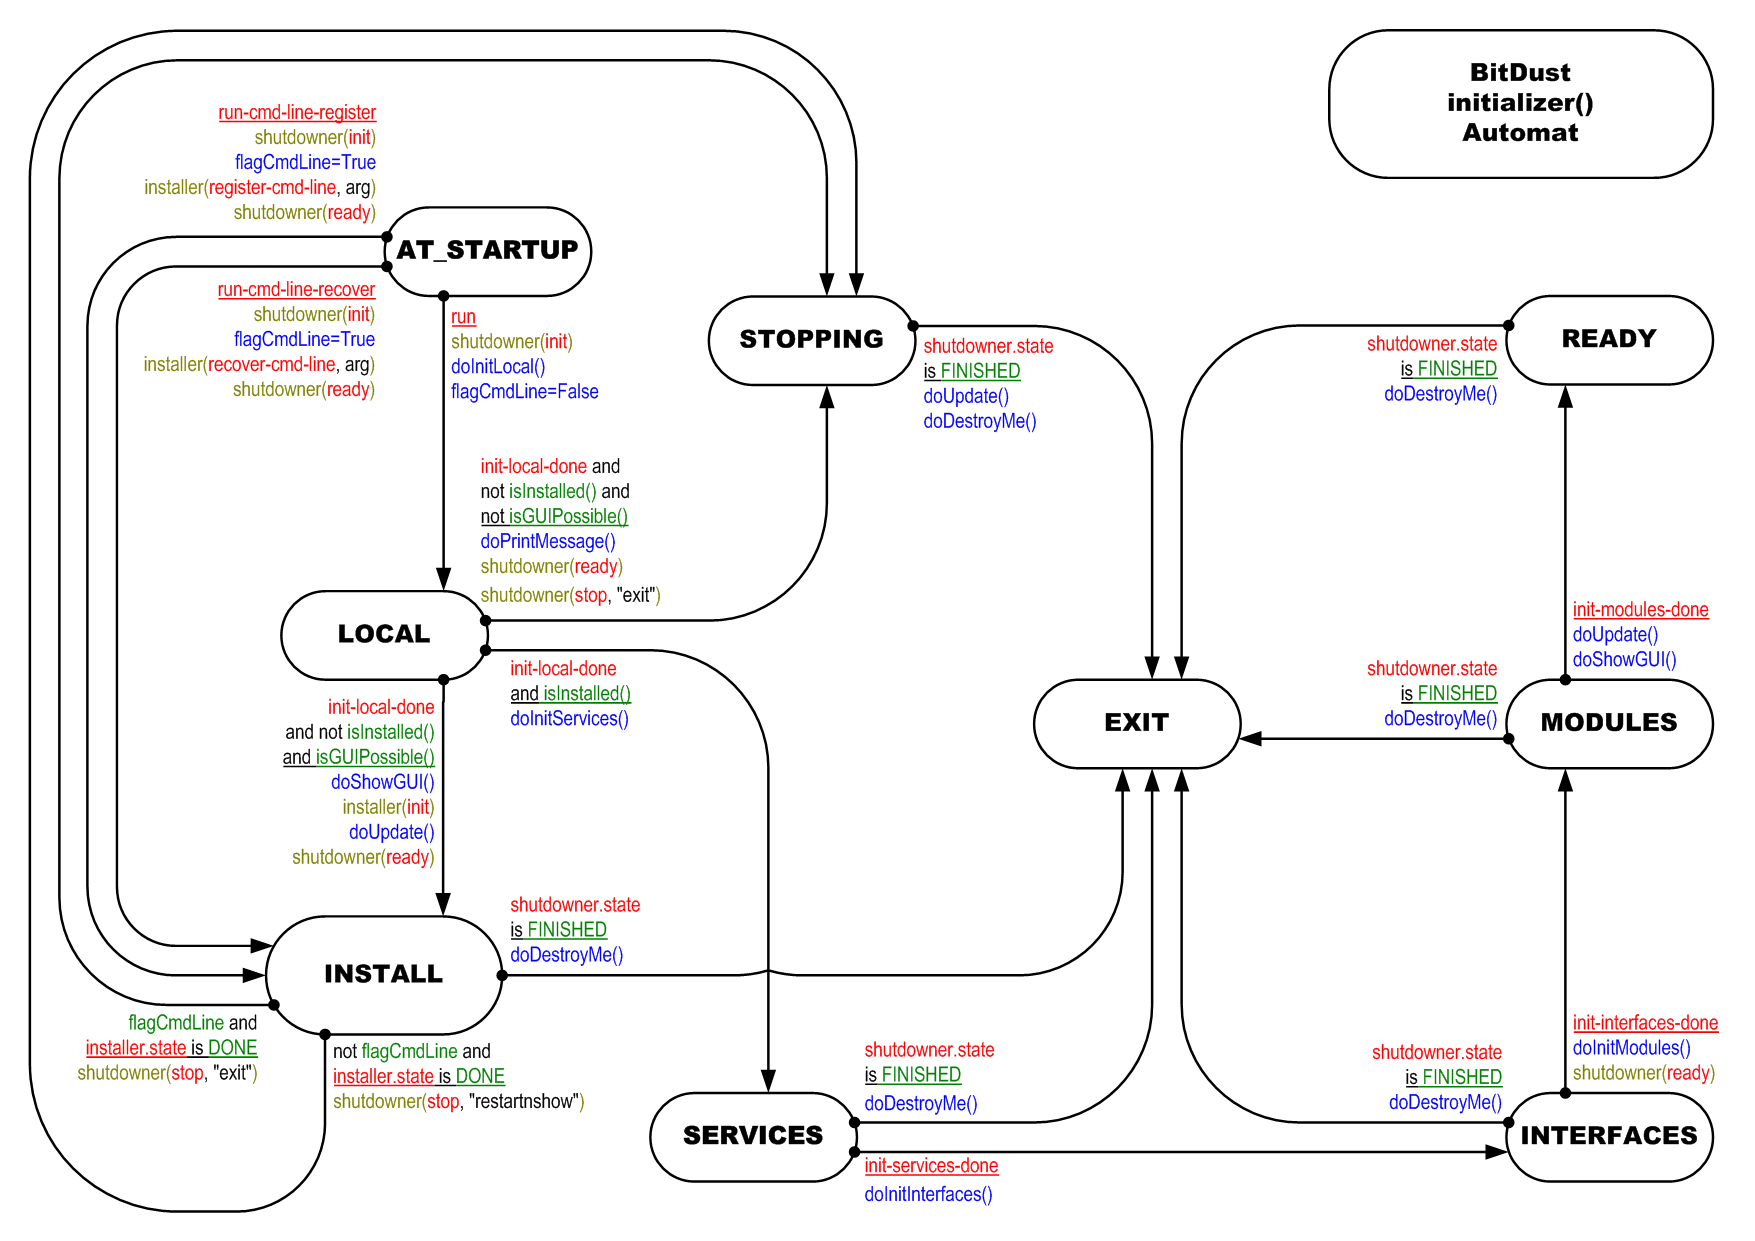 BitDust
initializer()
Automat
run-cmd-line-register
shutdowner(init)
flagCmdLine=True
installer(register-cmd-line, arg)
shutdowner(ready)
AT_STARTUP
run-cmd-line-recover
shutdowner(init)
flagCmdLine=True
installer(recover-cmd-line, arg)
shutdowner(ready)
run
shutdowner(init)
doInitLocal()
flagCmdLine=False
STOPPING
shutdowner.state
is FINISHED
doUpdate()
doDestroyMe()
READY
shutdowner.state
is FINISHED
doDestroyMe()
init-local-done and
not isInstalled() and
not isGUIPossible()
doPrintMessage()
shutdowner(ready)
shutdowner(stop, "exit")
LOCAL
init-local-done
and isInstalled()
doInitServices()
init-local-done
and not isInstalled()
and isGUIPossible()
doShowGUI()
installer(init)
doUpdate()
shutdowner(ready)
EXIT
init-modules-done
doUpdate()
doShowGUI()
shutdowner.state
is FINISHED
doDestroyMe()
MODULES
INSTALL
shutdowner.state
is FINISHED
doDestroyMe()
flagCmdLine and
installer.state is DONE
shutdowner(stop, "exit")
not flagCmdLine and
installer.state is DONE
shutdowner(stop, "restartnshow")
SERVICES
shutdowner.state
is FINISHED
doDestroyMe()
init-services-done
doInitInterfaces()
shutdowner.state
is FINISHED
doDestroyMe()
init-interfaces-done
doInitModules()
shutdowner(ready)
INTERFACES